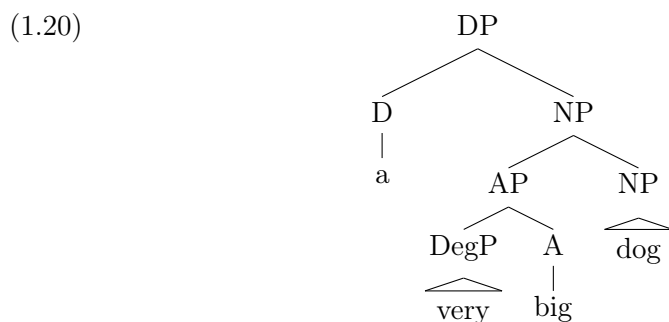 (1.20)
DP
D NP
a
AP NP
DegP A dog
very big